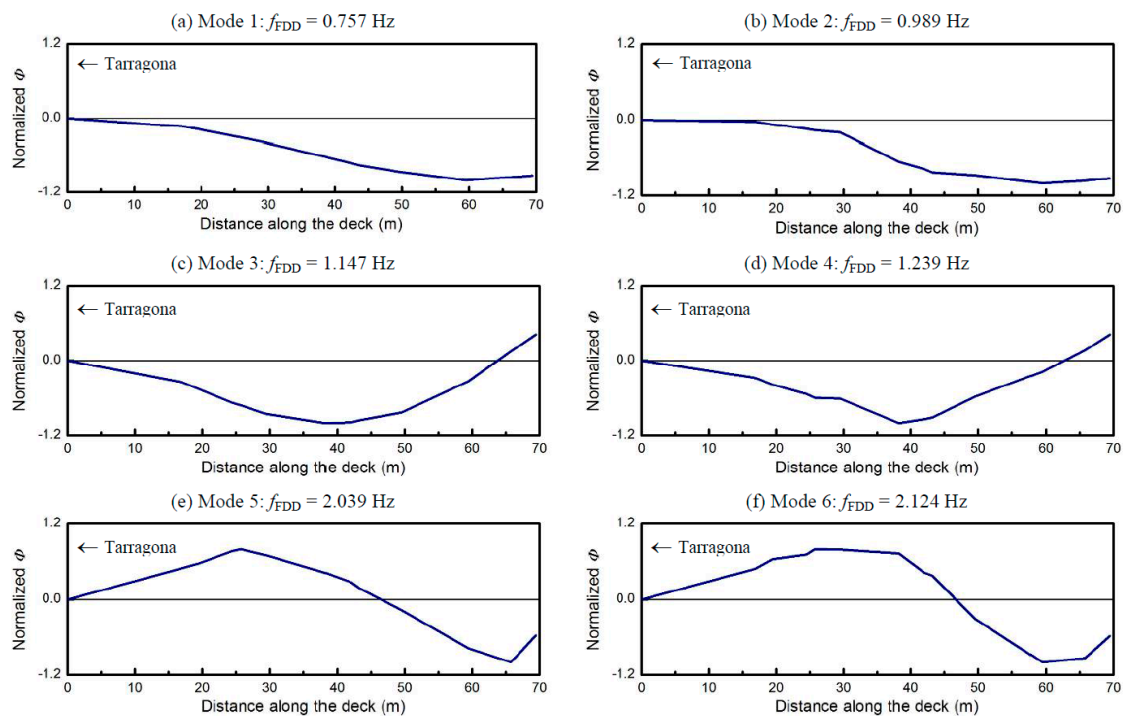 (a) Mode 1: fFDD = 0.757 Hz
1.2
← Tarragona
0.0
-1.2
Normalized Φ
0 10 20 30 40 50 60 70
Distance along the deck (m)
(b) Mode 2: fFDD = 0.989 Hz
1.2
← Tarragona
0.0
-1.2
Normalized Φ
0 10 20 30 40 50 60 70
Distance along the deck (m)
(c) Mode 3: fFDD = 1.147 Hz
1.2
← Tarragona
0.0
-1.2
Normalized Φ
0 10 20 30 40 50 60 70
Distance along the deck (m)
(d) Mode 4: fFDD = 1.239 Hz
1.2
← Tarragona
0.0
-1.2
Normalized Φ
0 10 20 30 40 50 60 70
Distance along the deck (m)
(e) Mode 5: fFDD = 2.039 Hz
1.2
← Tarragona
0.0
-1.2
Normalized Φ
0 10 20 30 40 50 60 70
Distance along the deck (m)
(f) Mode 6: fFDD = 2.124 Hz
1.2
← Tarragona
0.0
-1.2
Normalized Φ
0 10 20 30 40 50 60 70
Distance along the deck (m)